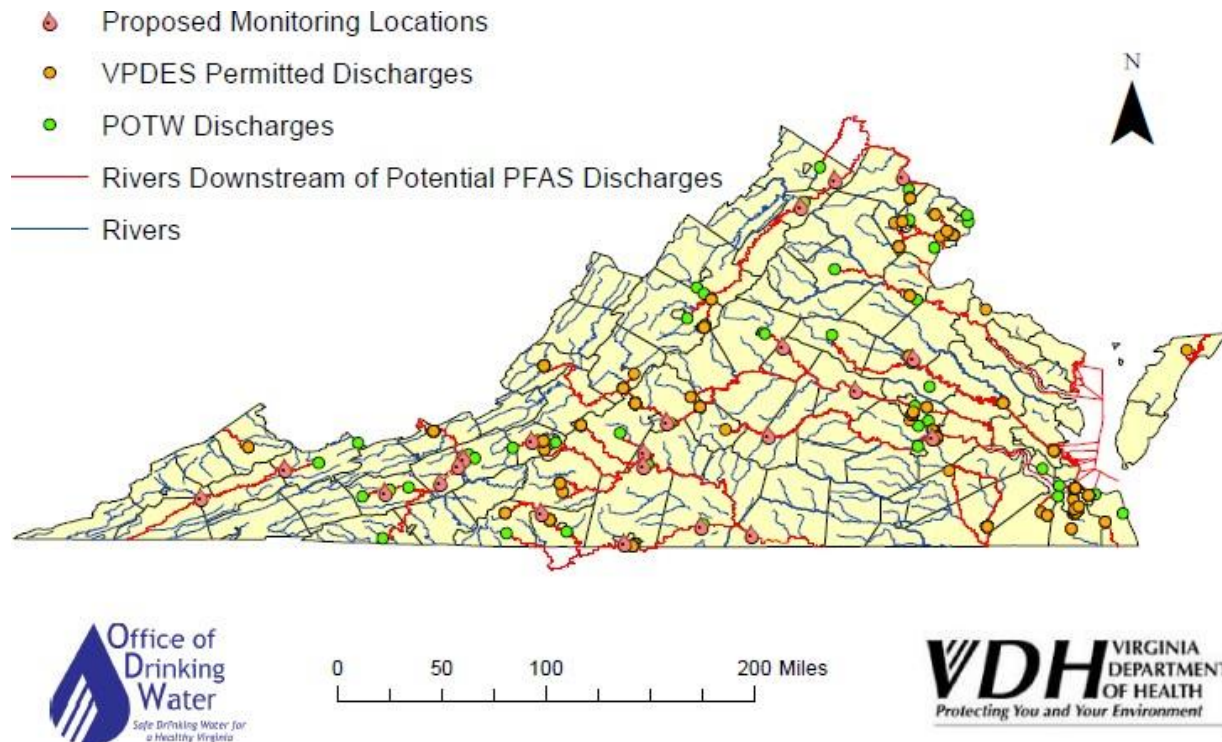 Proposed Monitoring Locations
VPDES Permitted Discharges
POTW Discharges
Rivers Downstream of Potential PFAS Discharges
Rivers
N
Office of
Drinking
Water
Safe Drinking Water for
a Healthy Virginia
0 50 100 200 Miles
VDH VIRGINIA
DEPARTMENT
OF HEALTH
Protecting You and Your Environment